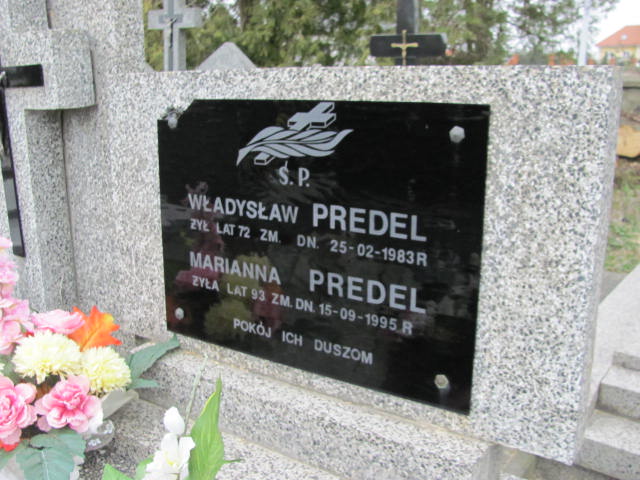 Ś.P.
WŁADYSŁAW PREDEL
ŻYŁ LAT 72 ZM. DN. 25-02-1983 R
MARIANNA PREDEL
ŻYŁA LAT 93 ZM. DN. 15-09-1995 R
POKÓJ ICH DUSZOM